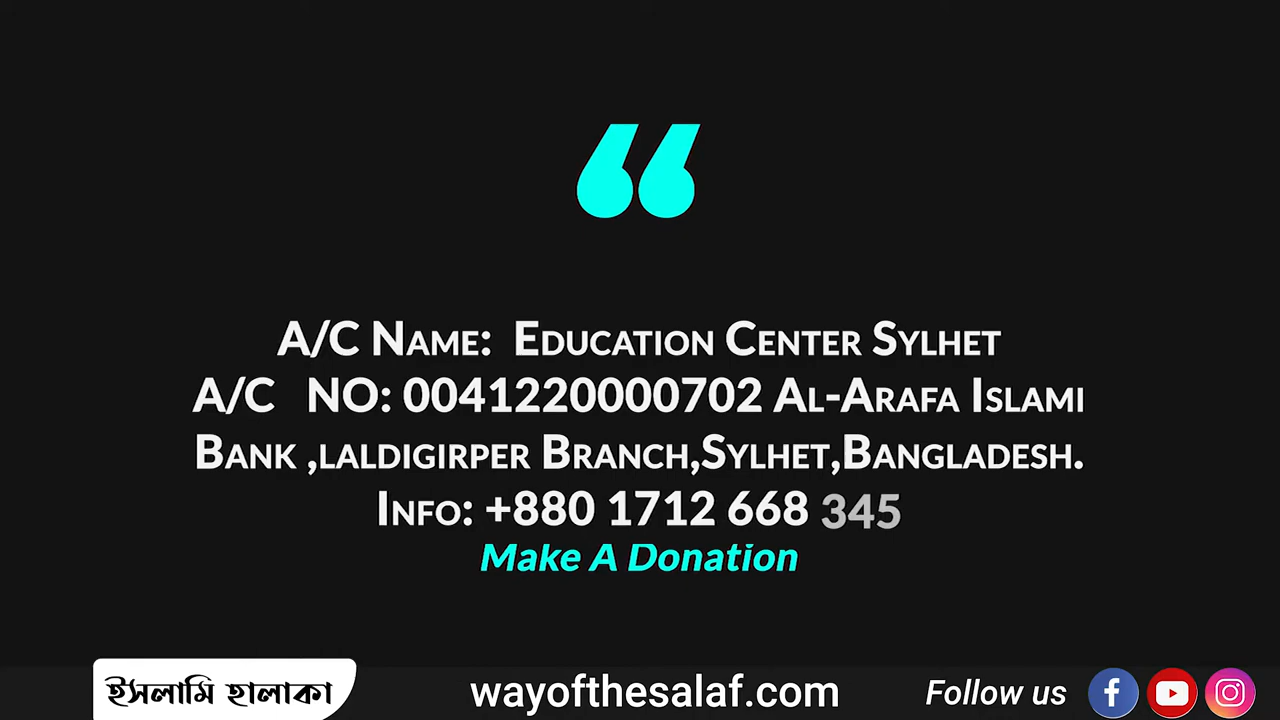 “
A/C Name: Education Center Sylhet
A/C NO: 0041220000702 Al-Arafa Islami
Bank ,laldigirper Branch,Sylhet,Bangladesh.
Info: +880 1712 668 345
Make A Donation
ইসলামি হালাকা
wayofthesalaf.com
Follow us